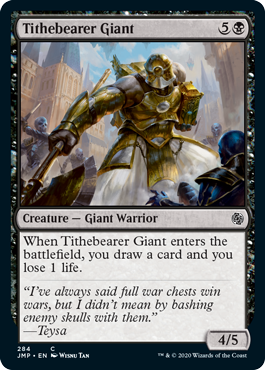 Tithebearer Giant 5
Creature — Giant Warrior
When Tithebearer Giant enters the
battlefield, you draw a card and you
lose 1 life.
“I’ve always said full war chests win
wars, but I didn’t mean by bashing
enemy skulls with them.”
—Teysa
4/5
284 C
JMP • EN WISNU TAN
™ & © 2020 Wizards of the Coast